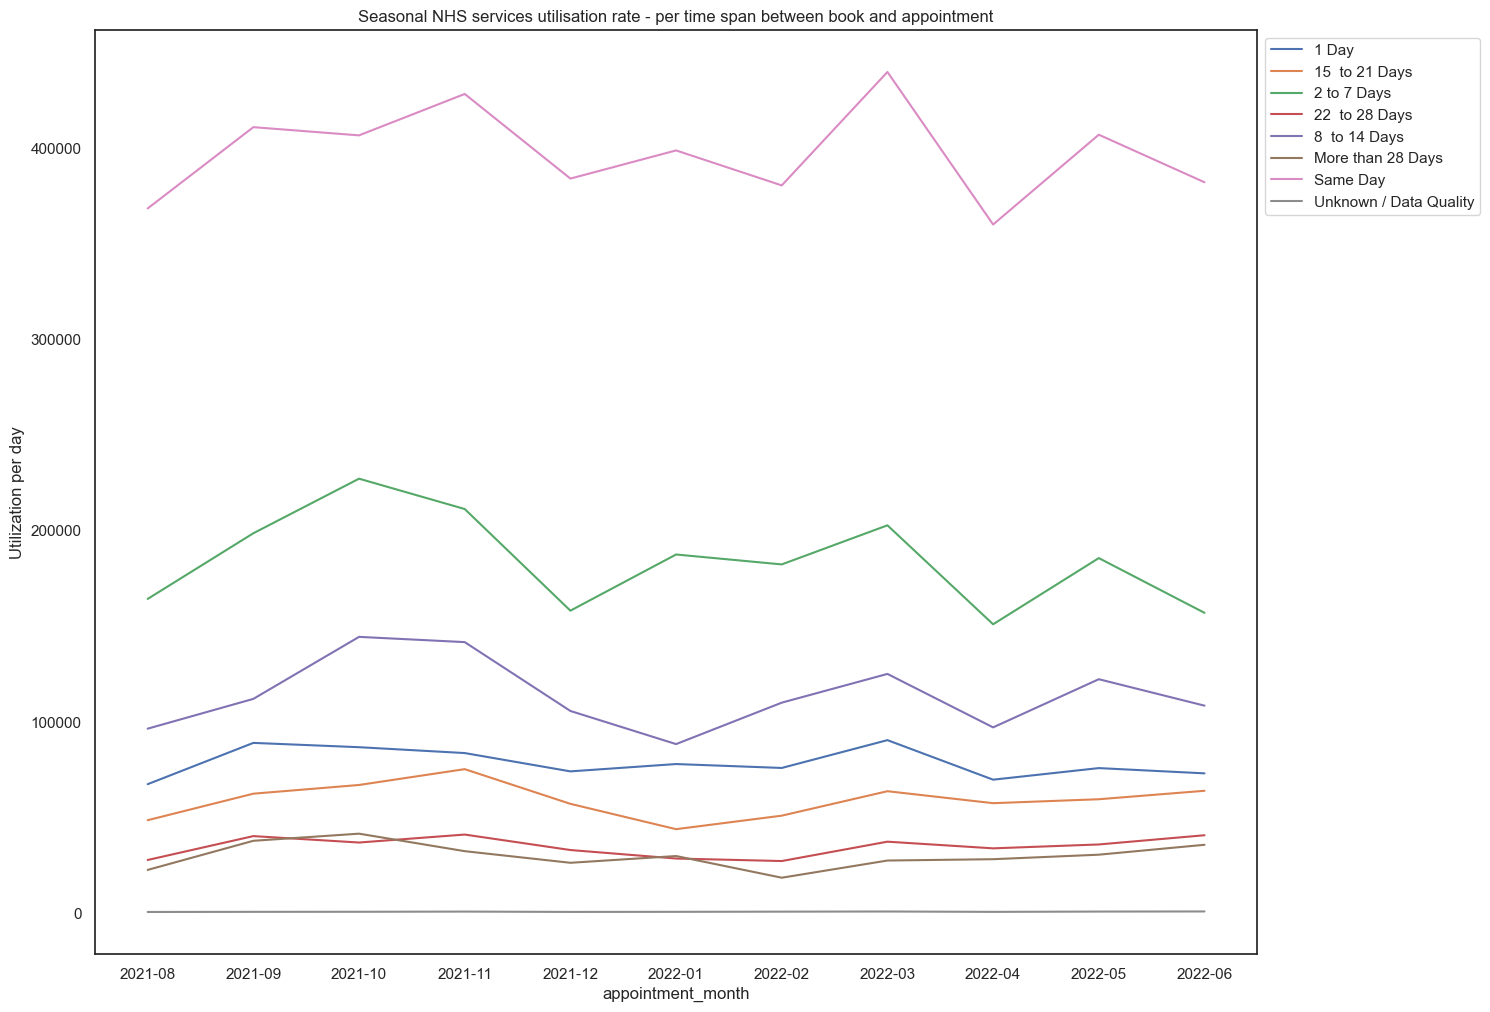 Seasonal NHS services utilisation rate - per time span between book and appointment
1 Day
15  to 21 Days
2 to 7 Days
22  to 28 Days
8  to 14 Days
More than 28 Days
Same Day
Unknown / Data Quality
Utilization per day
400000
300000
200000
100000
0
2021-08 2021-09 2021-10 2021-11 2021-12 2022-01 2022-02 2022-03 2022-04 2022-05 2022-06
appointment_month